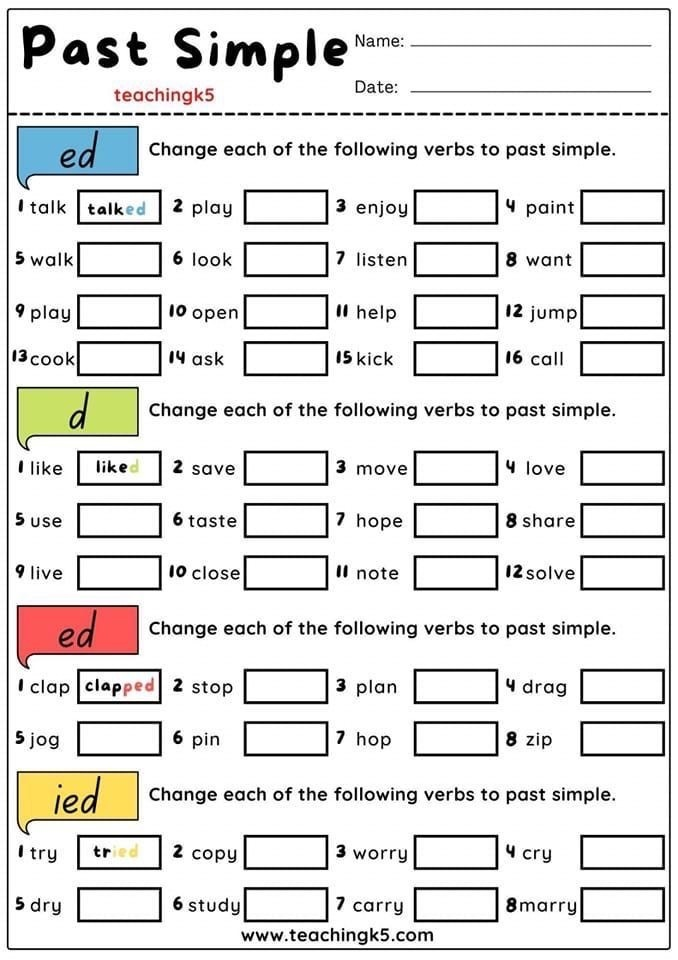 Past Simple
Name:
teachingk5
Date:
ed
Change each of the following verbs to past simple.
1 talk talked 2 play 3 enjoy 4 paint
5 walk 6 look 7 listen 8 want
9 play 10 open 11 help 12 jump
13 cook 14 ask 15 kick 16 call
d
Change each of the following verbs to past simple.
1 like liked 2 save 3 move 4 love
5 use 6 taste 7 hope 8 share
9 live 10 close 11 note 12 solve
ed
Change each of the following verbs to past simple.
1 clap clapped 2 stop 3 plan 4 drag
5 jog 6 pin 7 hop 8 zip
ied
Change each of the following verbs to past simple.
1 try tried 2 copy 3 worry 4 cry
5 dry 6 study 7 carry 8 marry
www.teachingk5.com